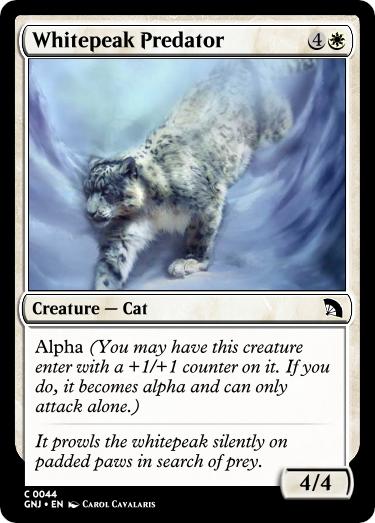 Whitepeak Predator 4
Creature — Cat
Alpha (You may have this creature
enter with a +1/+1 counter on it. If you
do, it becomes alpha and can only
attack alone.)
It prowls the whitepeak silently on
padded paws in search of prey.
4/4
C 0044
GNJ • EN Carol Cavalaris